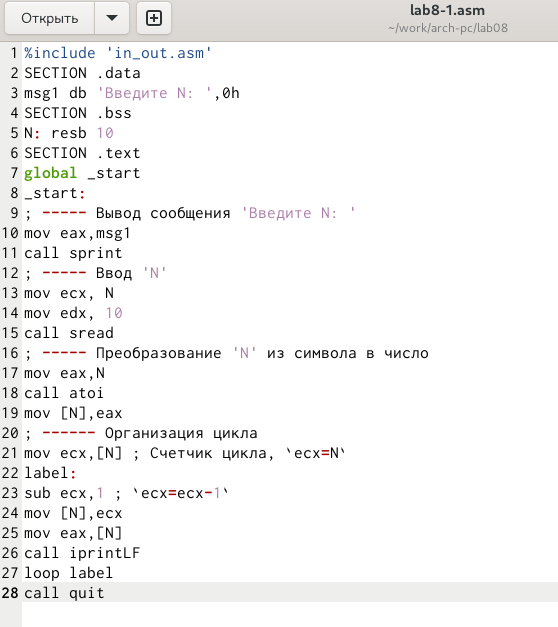 Открыть
lab8-1.asm
~/work/arch-pc/lab08
1 %include 'in_out.asm'
2 SECTION .data
3 msg1 db 'Введите N: ',0h
4 SECTION .bss
5 N: resb 10
6 SECTION .text
7 global _start
8 _start:
9 ; ----- Вывод сообщения 'Введите N: '
10 mov eax,msg1
11 call sprint
12 ; ----- Ввод 'N'
13 mov ecx, N
14 mov edx, 10
15 call sread
16 ; ----- Преобразование 'N' из символа в число
17 mov eax,N
18 call atoi
19 mov [N],eax
20 ; ------ Организация цикла
21 mov ecx,[N] ; Счетчик цикла, `ecx=N`
22 label:
23 sub ecx,1 ; `ecx=ecx-1`
24 mov [N],ecx
25 mov eax,[N]
26 call iprintLF
27 loop label
28 call quit